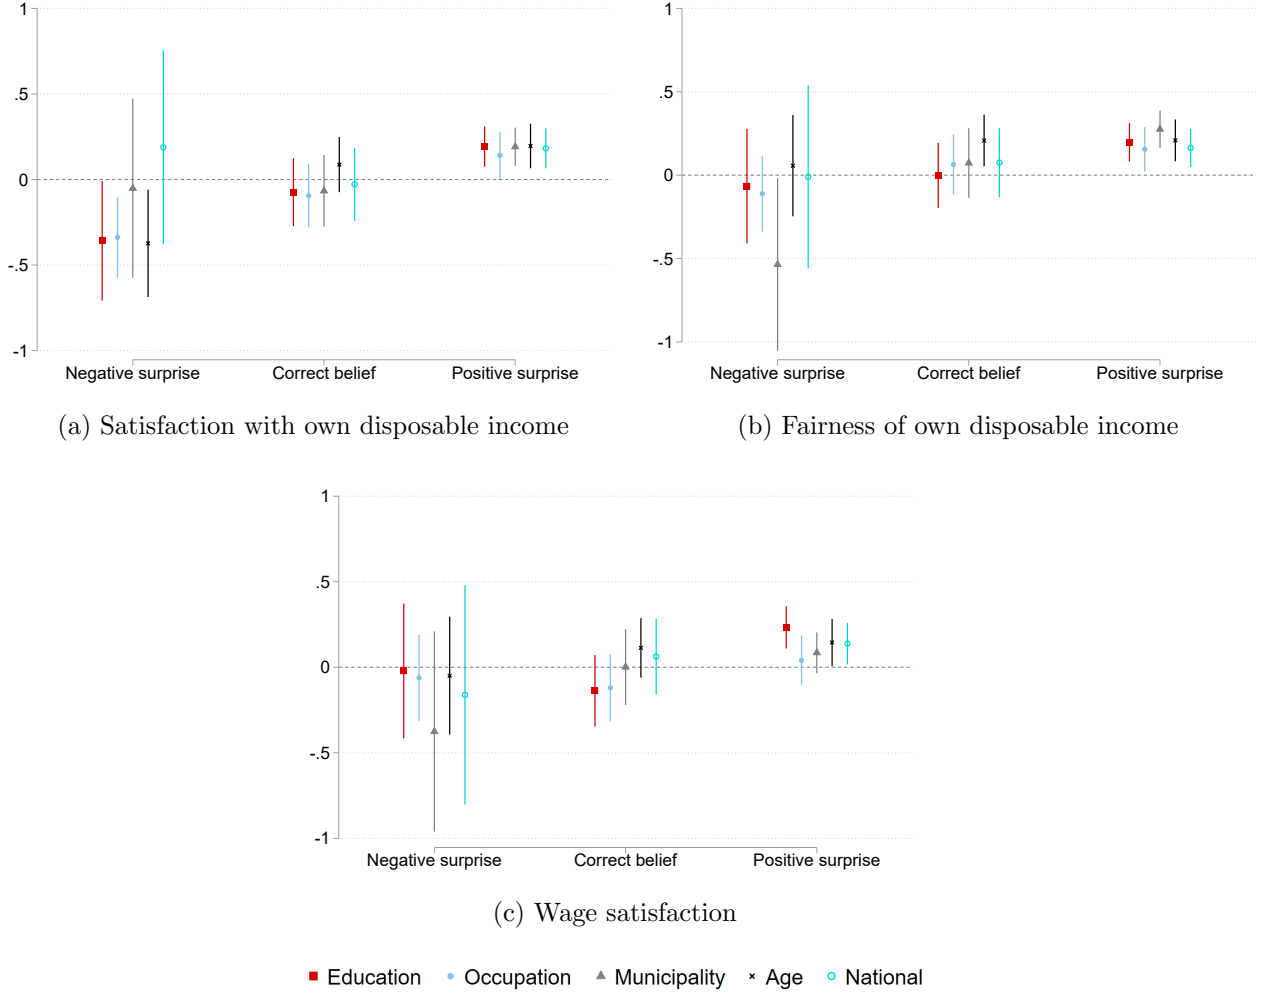 1
.5
0
-.5
-1
Negative surprise Correct belief Positive surprise
(a) Satisfaction with own disposable income
1
.5
0
-.5
-1
Negative surprise Correct belief Positive surprise
(b) Fairness of own disposable income
1
.5
0
-.5
-1
Negative surprise Correct belief Positive surprise
(c) Wage satisfaction
Education Occupation Municipality Age National